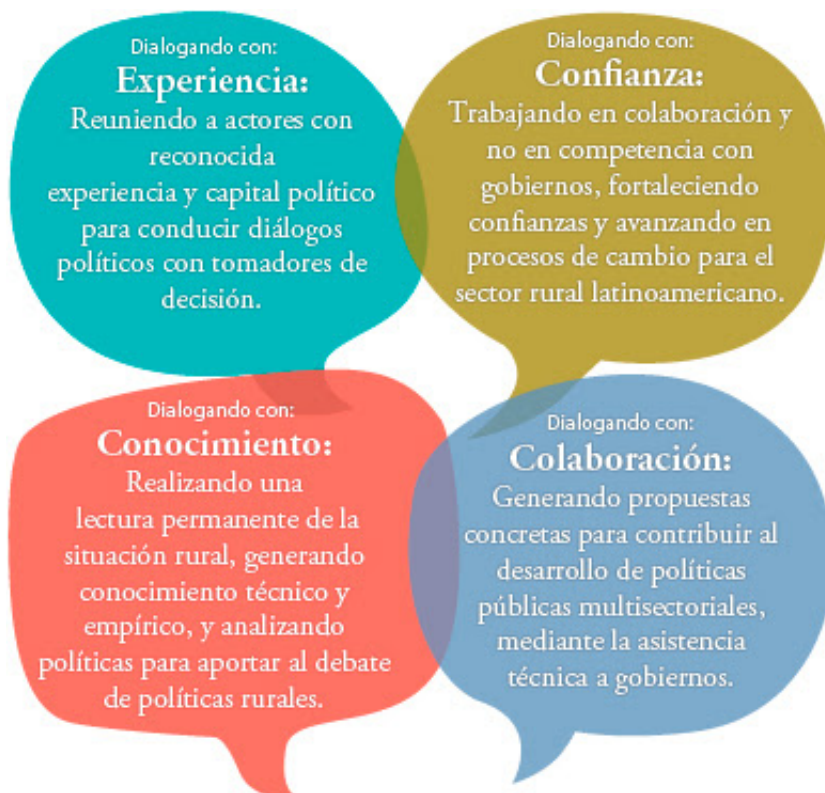 Dialogando con:
Experiencia:
Reuniendo a actores con
reconocida
experiencia y capital político
para conducir diálogos
políticos con tomadores de
decisión.
Dialogando con:
Confianza:
Trabajando en colaboración y
no en competencia con
gobiernos, fortaleciendo
confianzas y avanzando en
procesos de cambio para el
sector rural latinoamericano.
Dialogando con:
Conocimiento:
Realizando una
lectura permanente de la
situación rural, generando
conocimiento técnico y
empírico, y analizando
políticas para aportar al debate
de políticas rurales.
Dialogando con:
Colaboración:
Generando propuestas
concretas para contribuir al
desarrollo de políticas
públicas multisectoriales,
mediante la asistencia
técnica a gobiernos.